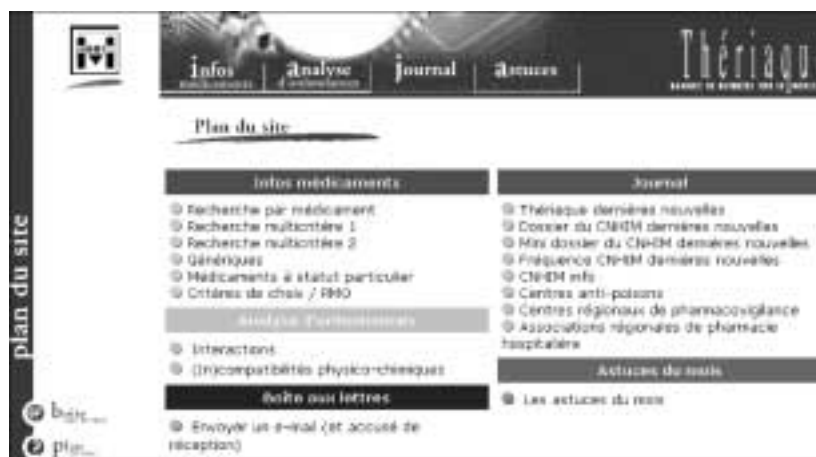 infos
médicaments
analyse
d'ordonnances
journal
astuces
Thériaqu
Plan du site
plan du site
Infos médicaments
Recherche par médicament
Recherche multicritère 1
Recherche multicritère 2
Génériques
Médicaments à statut particulier
Critères de choix / RMO
Analyse d'ordonnances
Interactions
(In)compatibilités physico-chimiques
Boîte aux lettres
Envoyer un e-mail (et accusé de
réception)
Journal
Thériaque dernières nouvelles
Dossier du CNHIM dernières nouvelles
Mini dossier du CNHIM dernières nouvelles
Fréquence CNHIM dernières nouvelles
CNHIM info
Centres anti-poisons
Centres régionaux de pharmacovigilance
Associations régionales de pharmacie
hospitalière
Astuces du mois
Les astuces du mois
plan